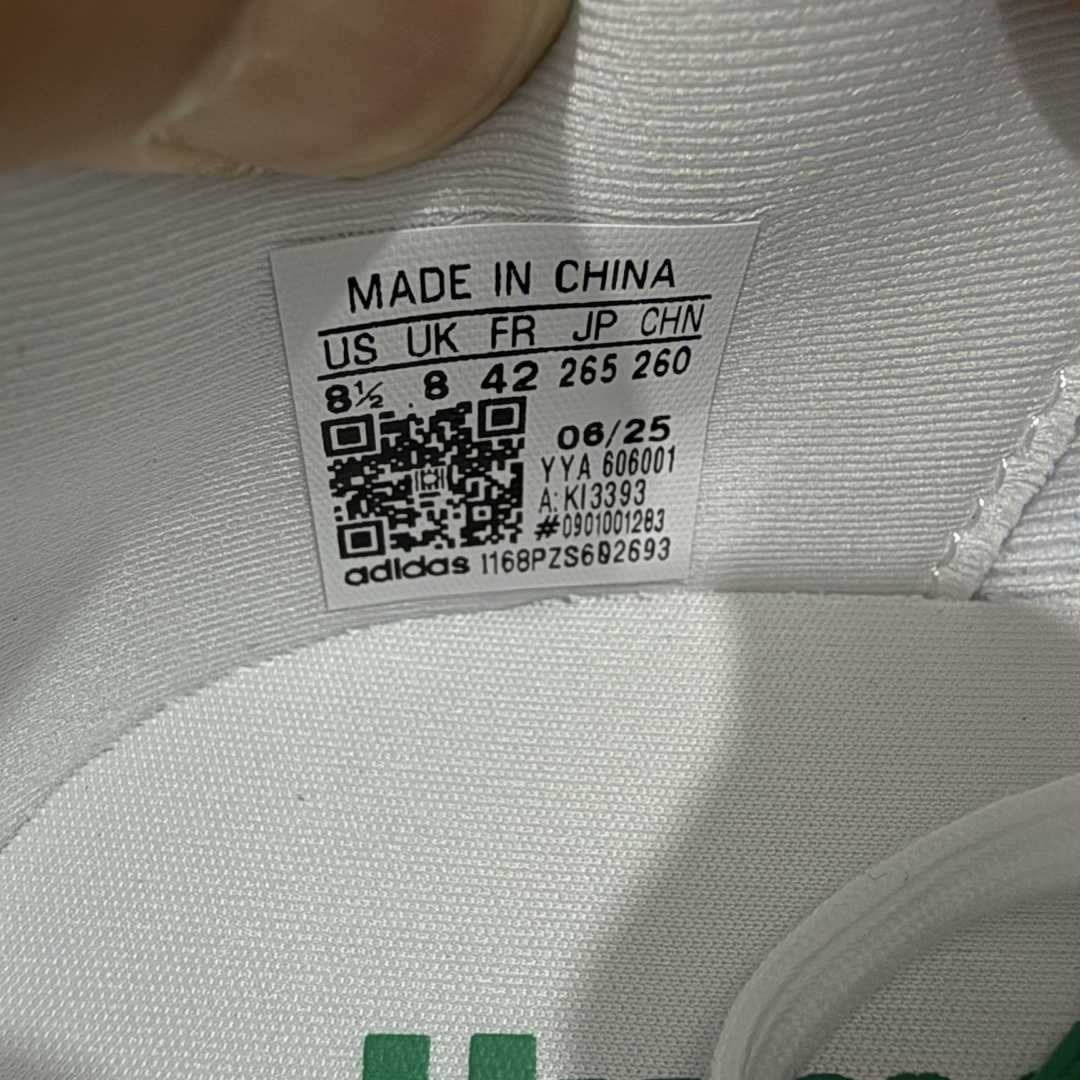 MADE IN CHINA
US UK FR JP CHN
8½ 8 42 265 260
06/25
YYA 606001
A: KI3393
#0901001283
adidas 1168PZS602693